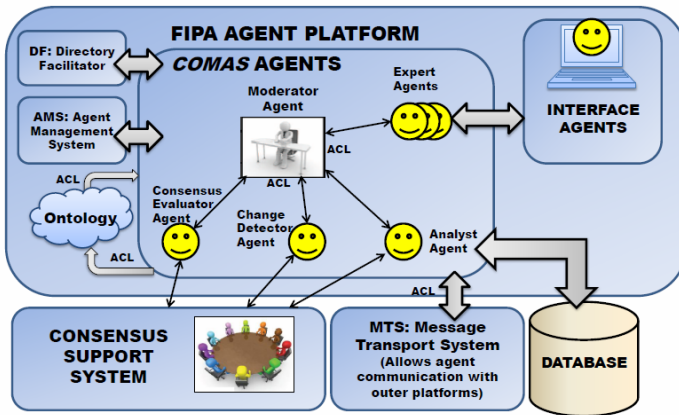 FIPA AGENT PLATFORM
DF: Directory
Facilitator
COMAS AGENTS
Moderator
Agent
Expert
Agents
INTERFACE
AGENTS
AMS: Agent
Management
System
ACL
ACL
ACL
Ontology
ACL
Consensus
Evaluator
Agent
Change
Detector
Agent
Analyst
Agent
ACL
CONSENSUS
SUPPORT
SYSTEM
MTS: Message
Transport System
(Allows agent
communication with
outer platforms)
DATABASE